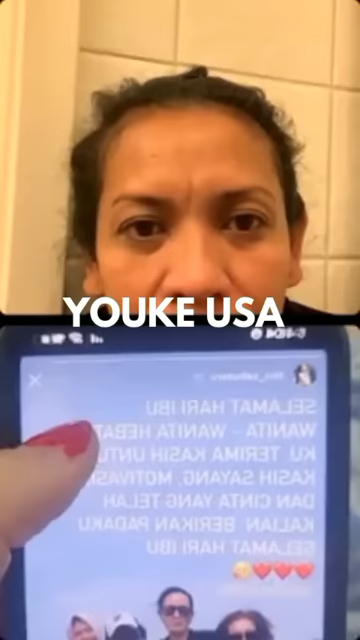 YOUKE USA
SELAMAT HARI IBU
WANITA - WANITA HEBAT
KU TERIMA KASIH UNTUK
KASIH SAYANG, MOTIVASI
DAN CINTA YANG TELAH
KALIAN BERIKAN PADAKU
SELAMAT HARI IBU